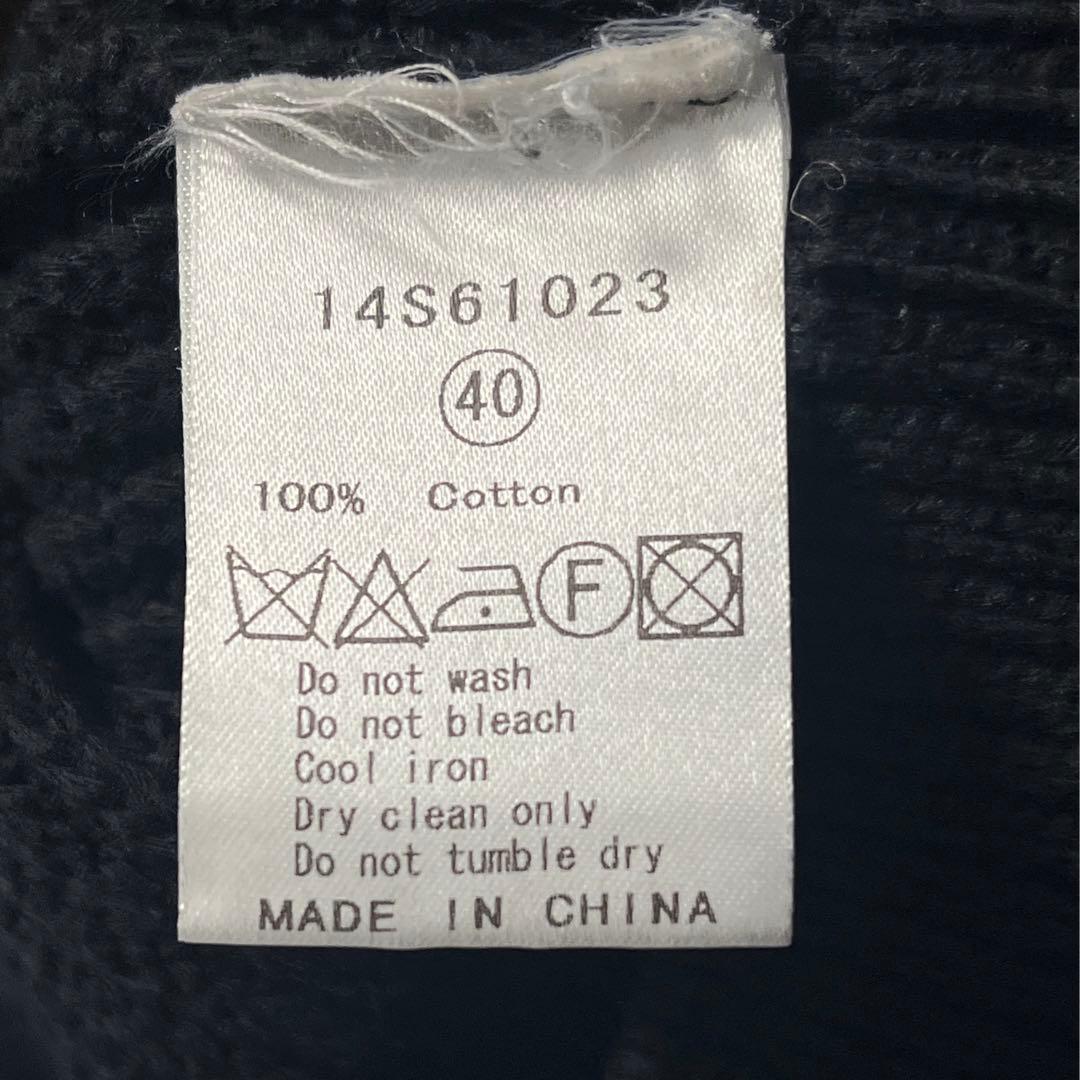 14S61023
40
100% Cotton
F
Do not wash
Do not bleach
Cool iron
Dry clean only
Do not tumble dry
MADE IN CHINA